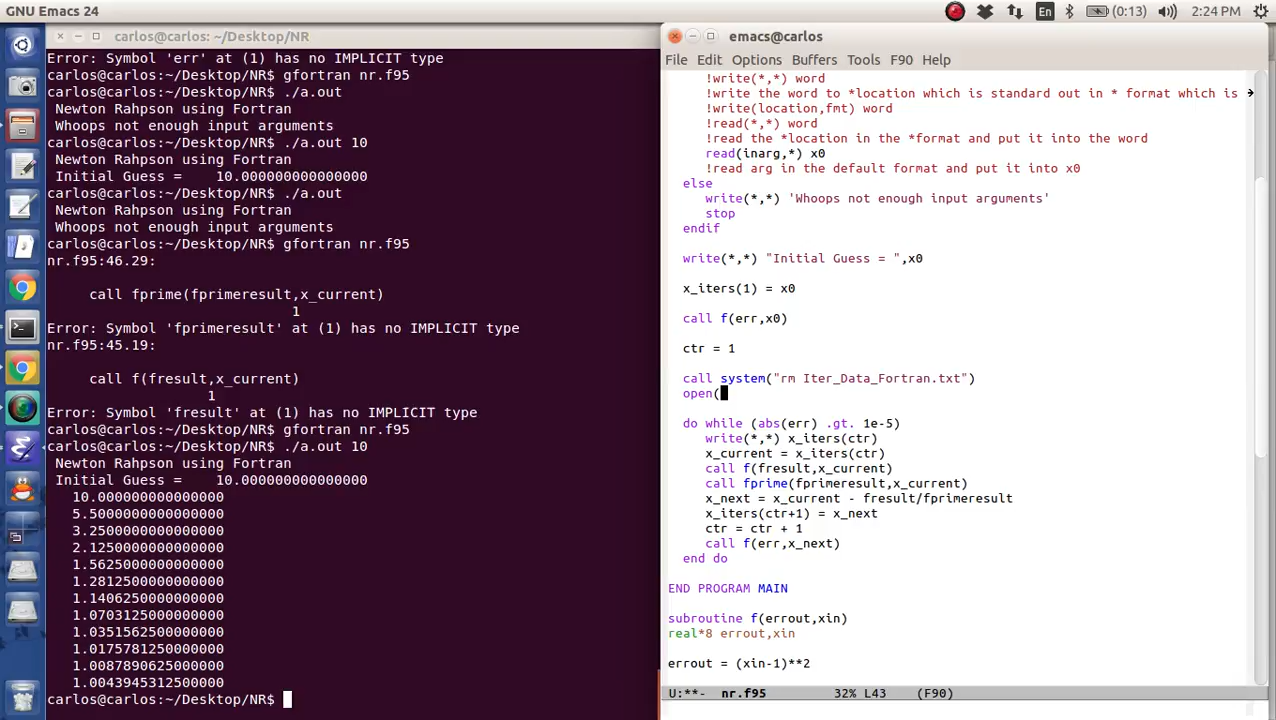 GNU Emacs 24
En
(0:13)
2:24 PM
carlos@carlos: ~/Desktop/NR
Error: Symbol 'err' at (1) has no IMPLICIT type
carlos@carlos:~/Desktop/NR$ gfortran nr.f95
carlos@carlos:~/Desktop/NR$ ./a.out
Newton Rahpson using Fortran
Whoops not enough input arguments
carlos@carlos:~/Desktop/NR$ ./a.out 10
Newton Rahpson using Fortran
Initial Guess =    10.000000000000000
carlos@carlos:~/Desktop/NR$ ./a.out
Newton Rahpson using Fortran
Whoops not enough input arguments
carlos@carlos:~/Desktop/NR$ gfortran nr.f95
nr.f95:46.29:
call fprime(fprimeresult,x_current)
1
Error: Symbol 'fprimeresult' at (1) has no IMPLICIT type
nr.f95:45.19:
call f(fresult,x_current)
1
Error: Symbol 'fresult' at (1) has no IMPLICIT type
carlos@carlos:~/Desktop/NR$ gfortran nr.f95
carlos@carlos:~/Desktop/NR$ ./a.out 10
Newton Rahpson using Fortran
Initial Guess =    10.000000000000000
10.000000000000000
5.5000000000000000
3.2500000000000000
2.1250000000000000
1.5625000000000000
1.2812500000000000
1.1406250000000000
1.0703125000000000
1.0351562500000000
1.0175781250000000
1.0087890625000000
1.0043945312500000
carlos@carlos:~/Desktop/NR$
emacs@carlos
File Edit Options Buffers Tools F90 Help
!write(*,*) word
!write the word to *location which is standard out in * format which is
!write(location,fmt) word
!read(*,*) word
!read the *location in the *format and put it into the word
read(inarg,*) x0
!read arg in the default format and put it into x0
else
write(*,*) 'Whoops not enough input arguments'
stop
endif
write(*,*) "Initial Guess = ",x0
x_iters(1) = x0
call f(err,x0)
ctr = 1
call system("rm Iter_Data_Fortran.txt")
open(
do while (abs(err) .gt. 1e-5)
write(*,*) x_iters(ctr)
x_current = x_iters(ctr)
call f(fresult,x_current)
call fprime(fprimeresult,x_current)
x_next = x_current - fresult/fprimeresult
x_iters(ctr+1) = x_next
ctr = ctr + 1
call f(err,x_next)
end do
END PROGRAM MAIN
subroutine f(errout,xin)
real*8 errout,xin
errout = (xin-1)**2
U:**-  nr.f95  32% L43  (F90)